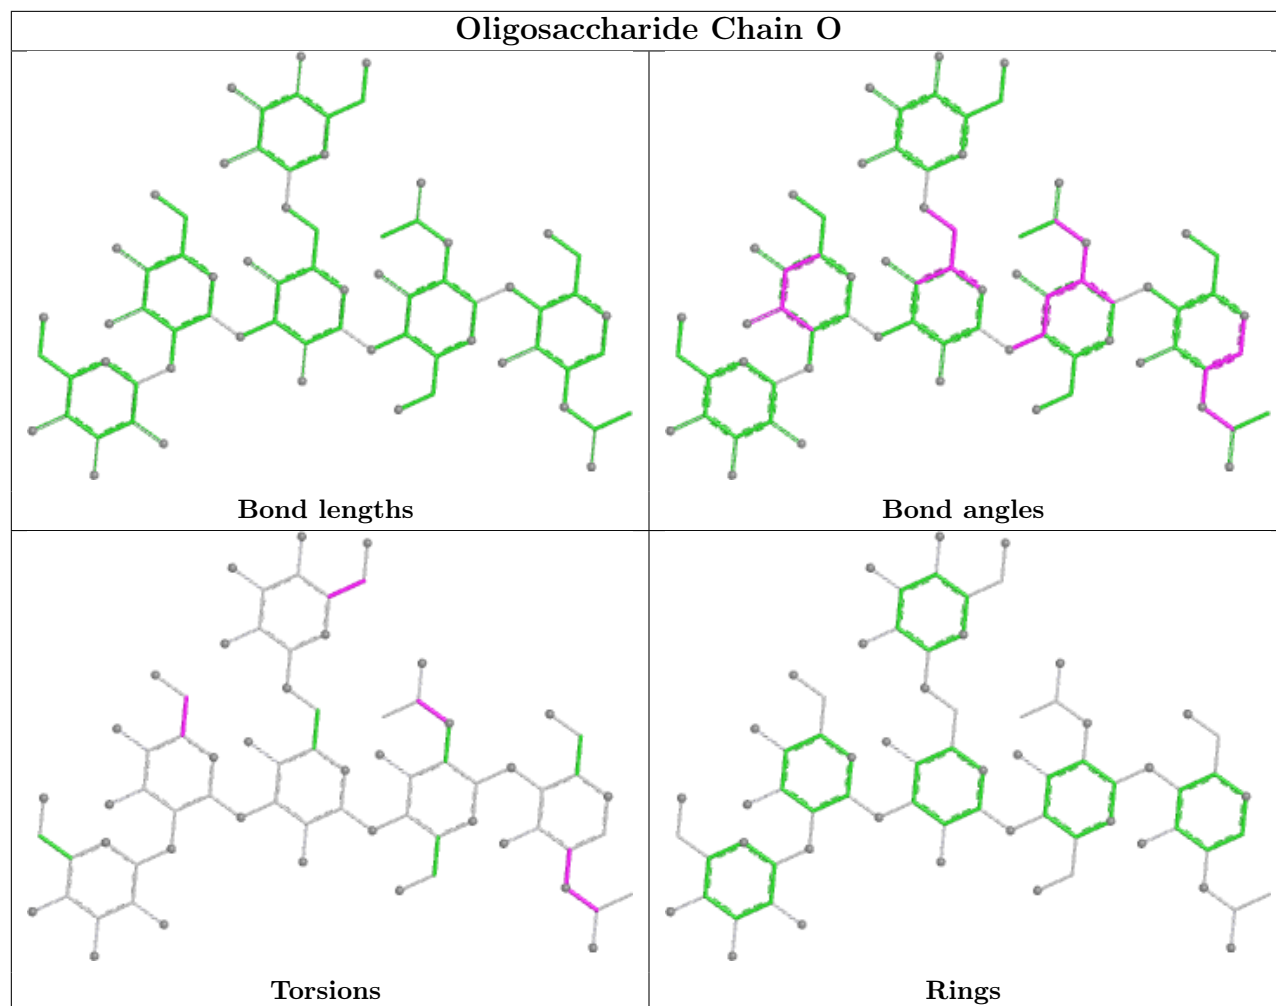 Oligosaccharide Chain O
Bond lengths
Bond angles
Torsions
Rings